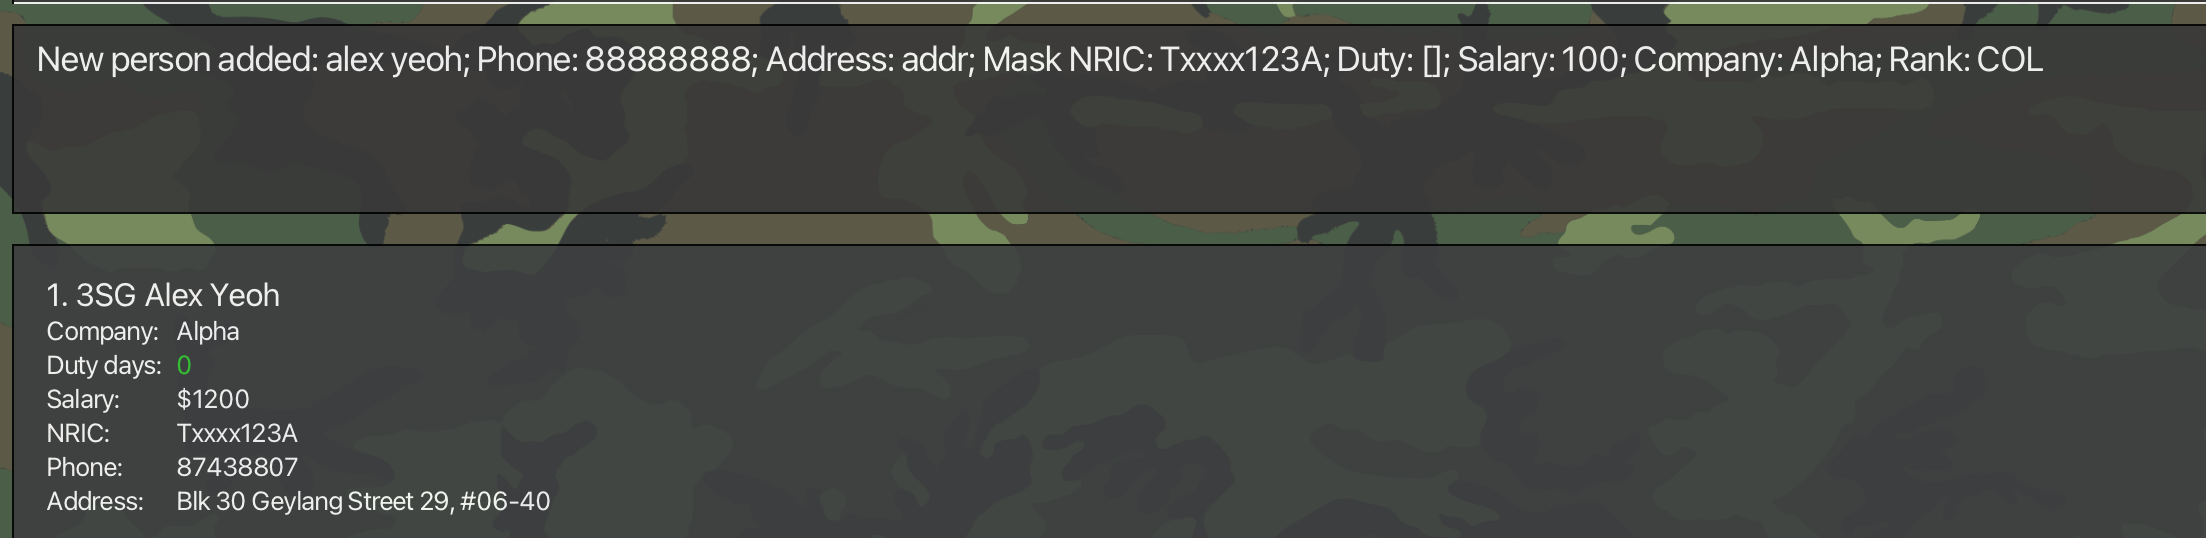 New person added: alex yeoh; Phone: 88888888; Address: addr; Mask NRIC: Txxxx123A; Duty: []; Salary: 100; Company: Alpha; Rank: COL
1. 3SG Alex Yeoh
Company: Alpha
Duty days: 0
Salary: $1200
NRIC: Txxxx123A
Phone: 87438807
Address: Blk 30 Geylang Street 29, #06-40